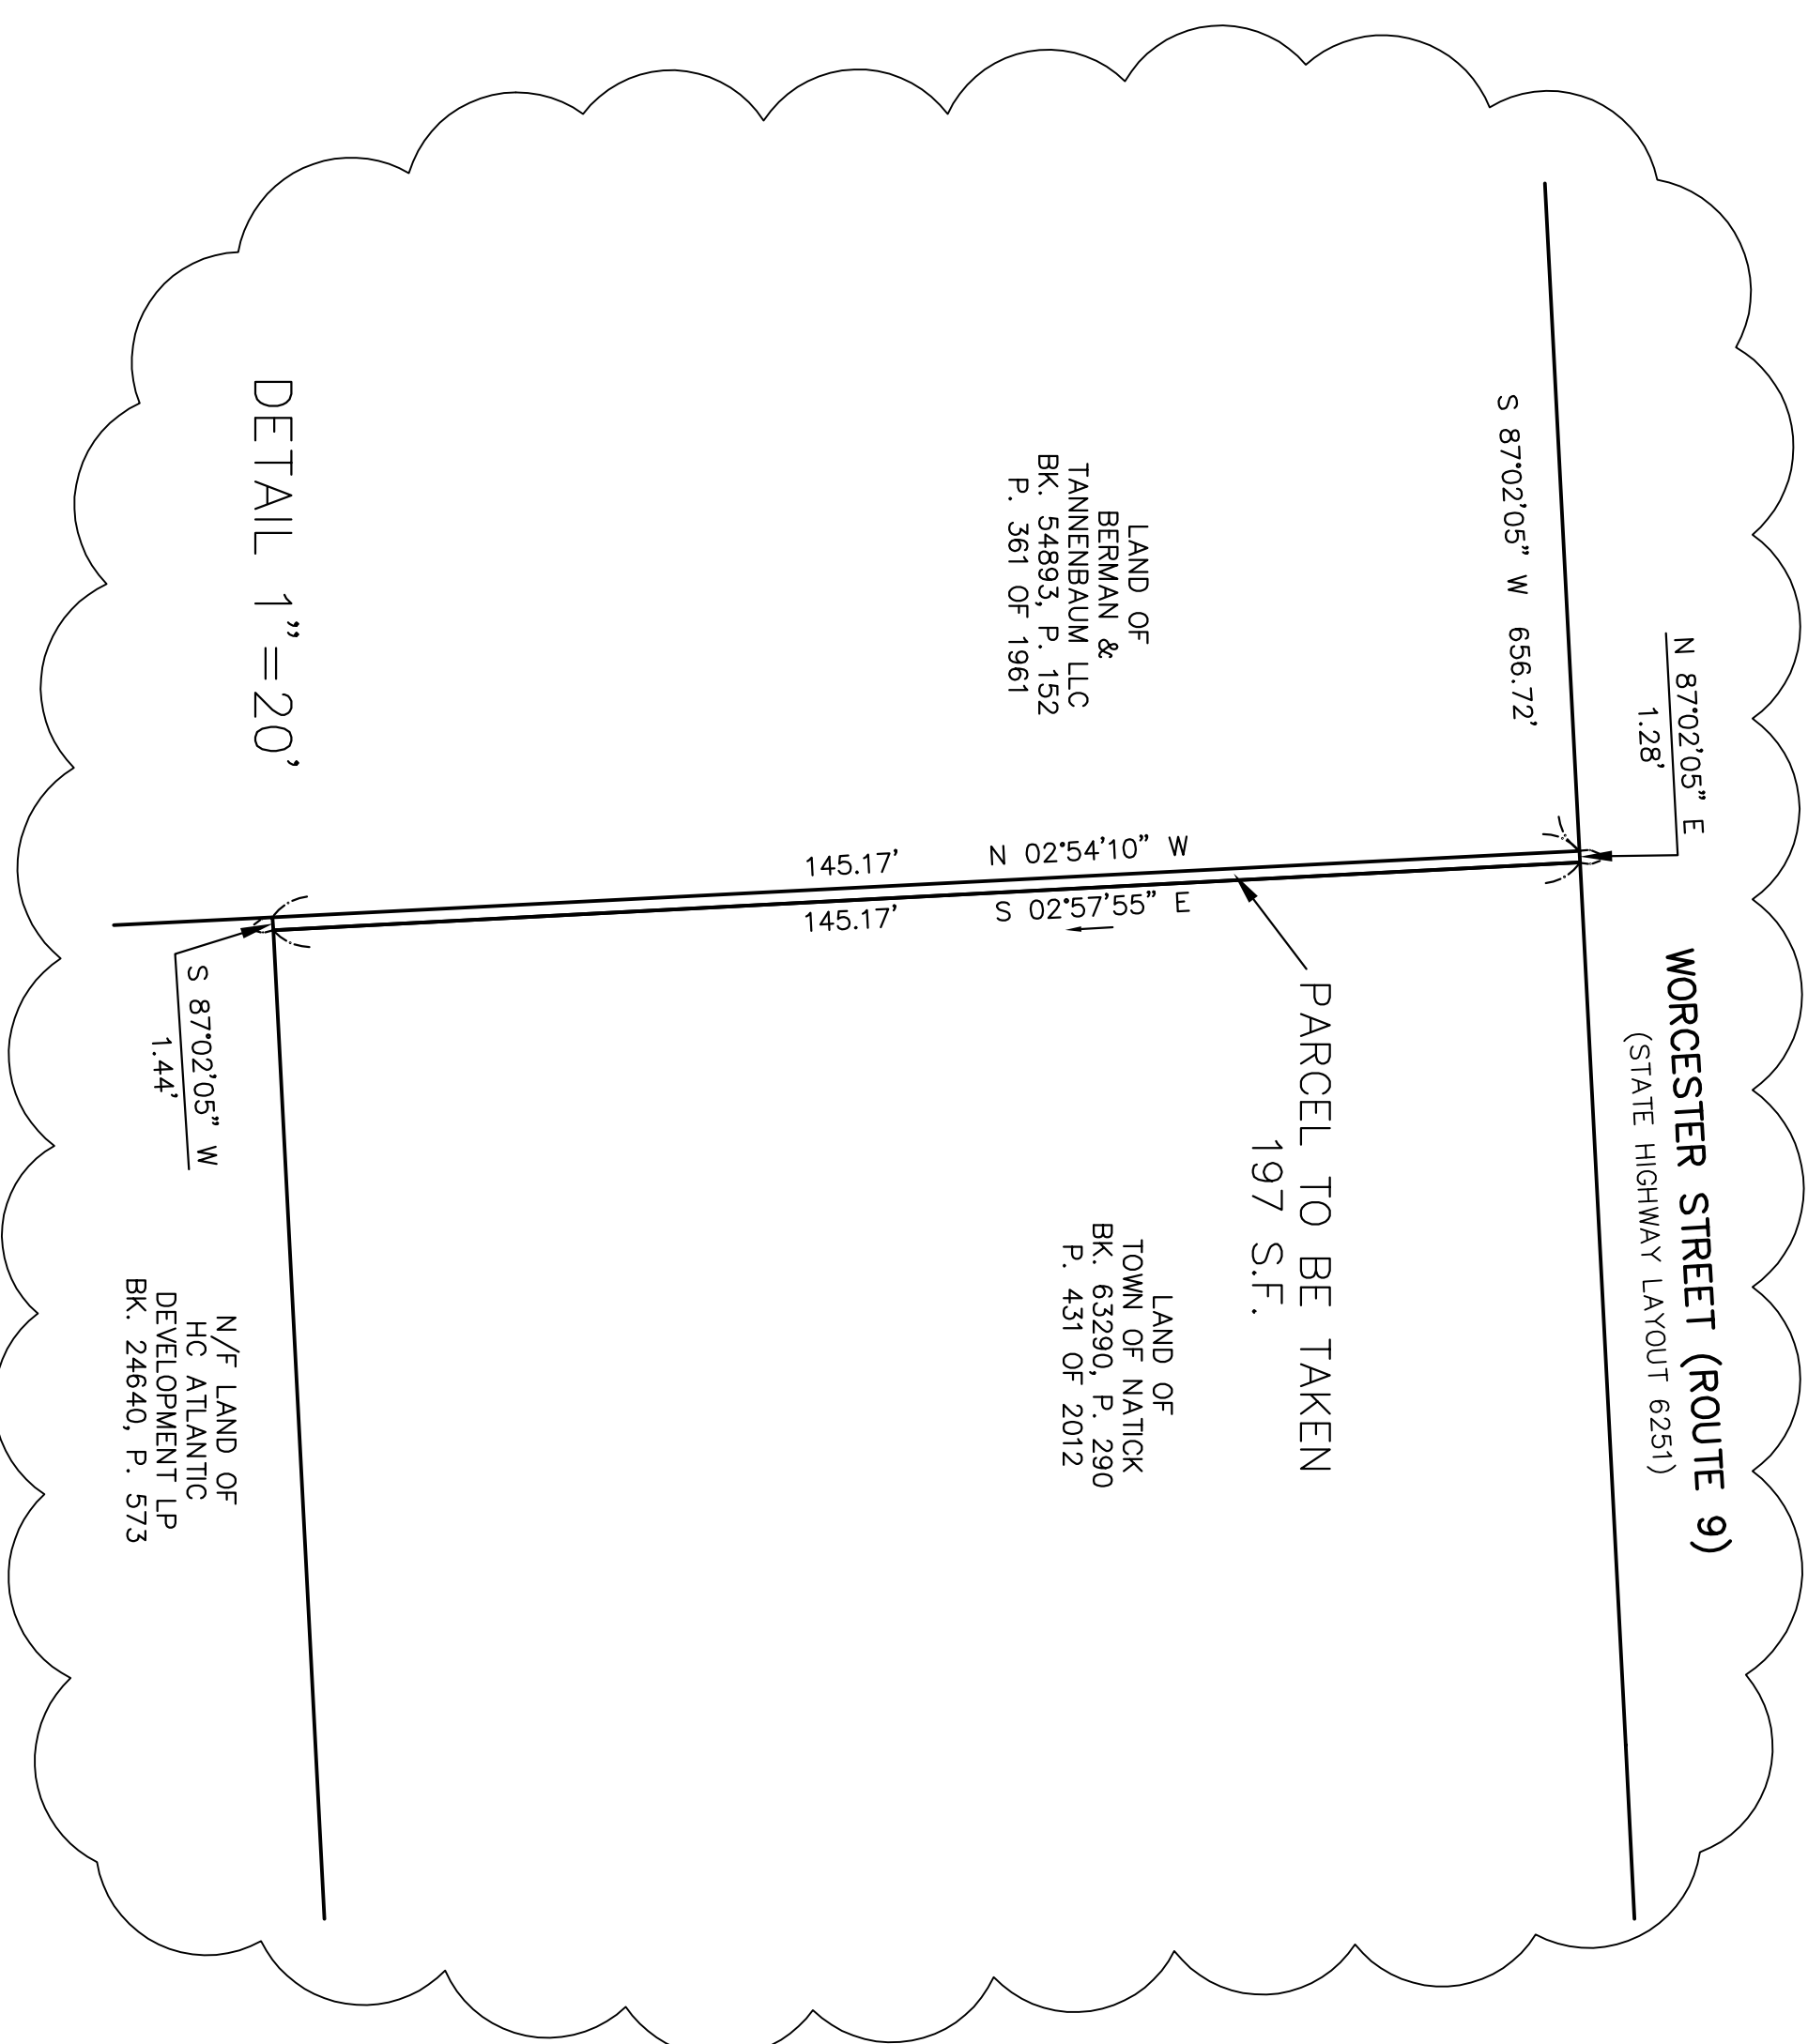 N 87°02'05" E
1.28'
WORCESTER STREET (ROUTE 9)
(STATE HIGHWAY LAYOUT 6251)
S 87°02'05" W 656.72'
PARCEL TO BE TAKEN
197 S.F.
LAND OF
BERMAN &
TANNENBAUM LLC
BK. 54893, P. 152
P. 361 OF 1961
N 02°54'10" W
145.17'
S 02°57'55" E
145.17'
LAND OF
TOWN OF NATICK
BK. 63290, P. 290
P. 431 OF 2012
DETAIL 1"=20'
S 87°02'05" W
1.44'
N/F LAND OF
HC ATLANTIC
DEVELOPMENT LP
BK. 24640, P. 573